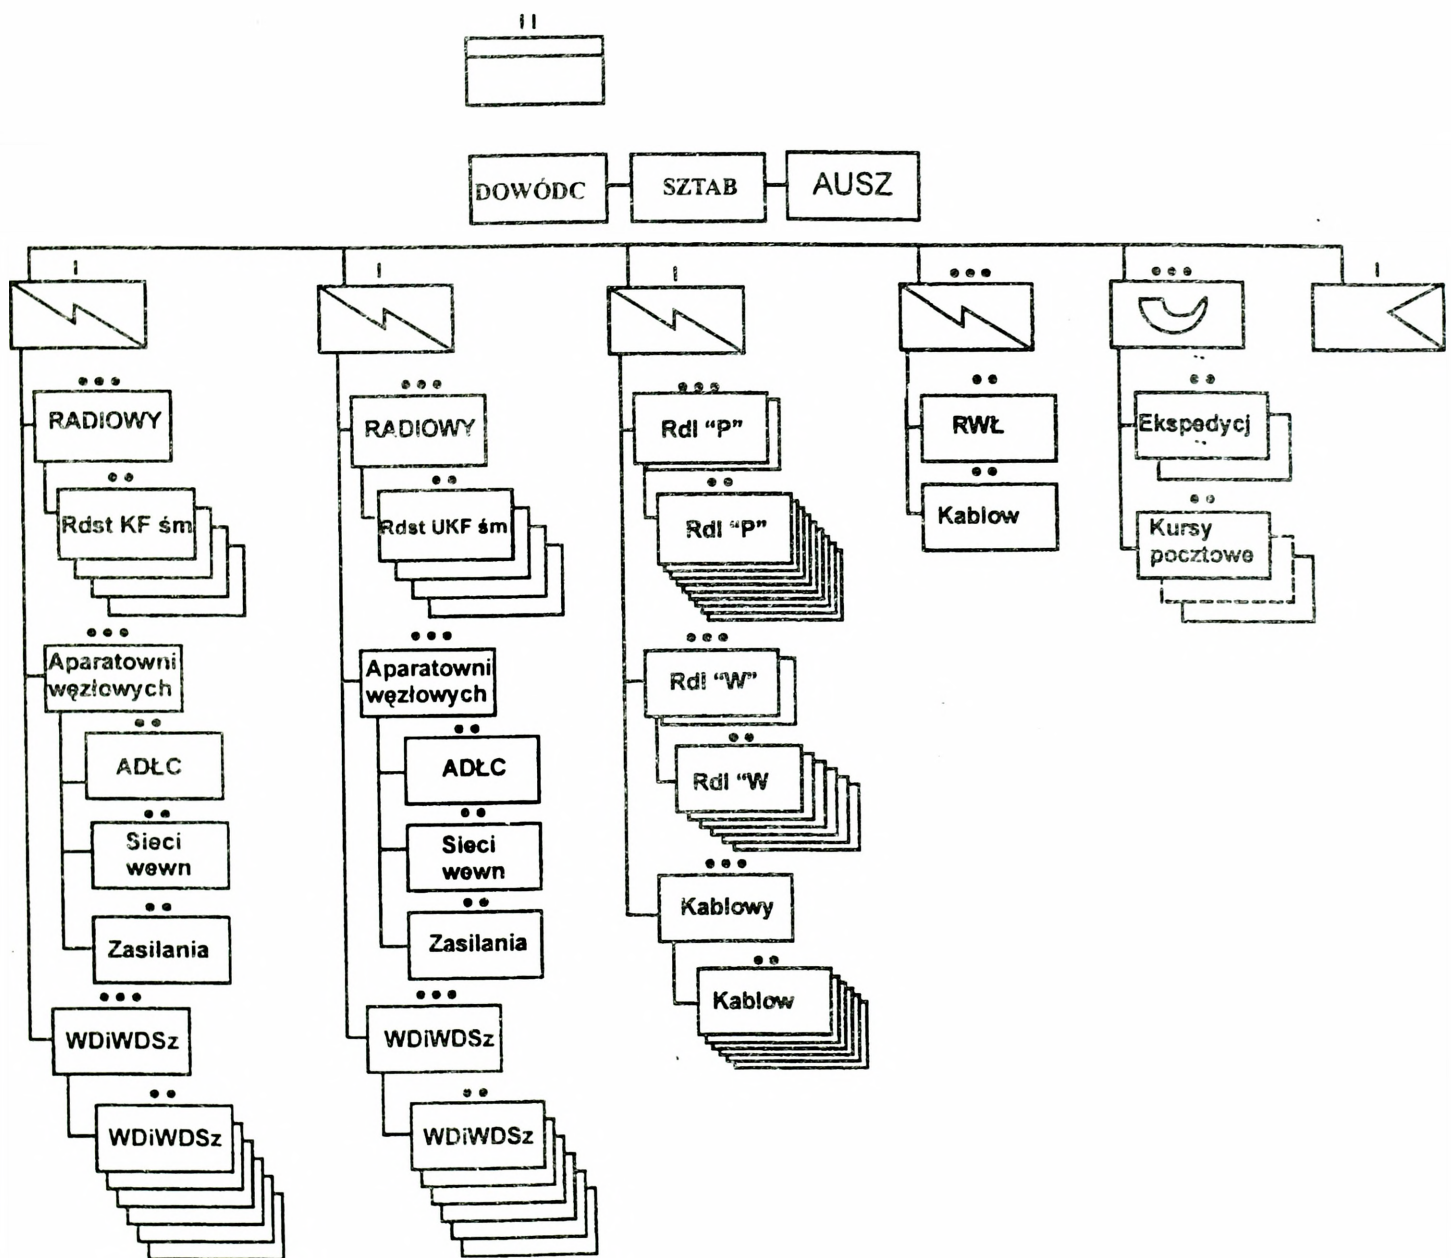 DOWÓDC
SZTAB
AUSZ
RADIOWY
Rdst KF śm
Aparatowni
węzłowych
ADŁC
Sieci
wewn
Zasilania
WDiWDSz
WDiWDSz
RADIOWY
Rdst UKF śm
Aparatowni
węzłowych
ADŁC
Sieci
wewn
Zasilania
WDiWDSz
WDiWDSz
Rdl "P"
Rdl "P"
Rdl "W"
Rdl "W
Kablowy
Kablow
RWŁ
Kablow
Ekspedycj
Kursy
pocztowe